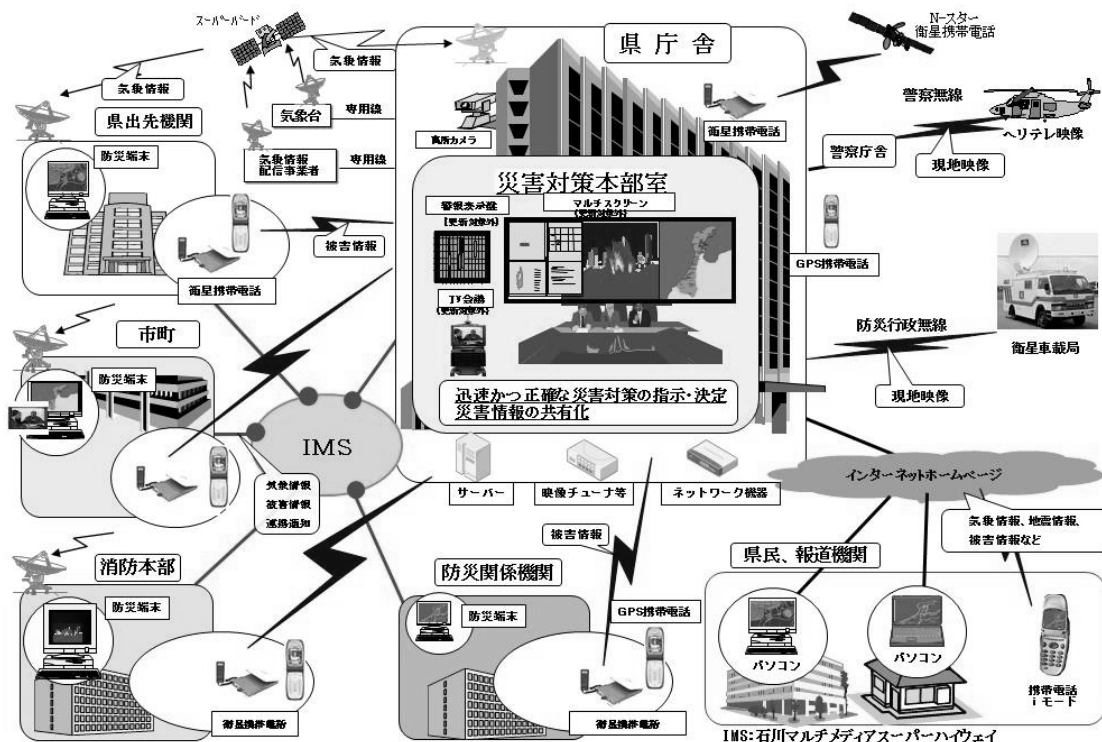 スーパーバード
気象情報
気象情報
県庁舎
N-スター
衛星携帯電話
県出先機関
気象台
専用線
気象情報
配信事業者
専用線
高所カメラ
衛星携帯電話
警察無線
ヘリテレ映像
警察庁舎
現地映像
防災端末
災害対策本部室
警報表示盤
(更新対象外)
マルチスクリーン
(更新対象外)
被害情報
衛星携帯電話
TV会議
(更新対象外)
GPS携帯電話
市町
防災端末
防災行政無線
衛星車載局
現地映像
迅速かつ正確な災害対策の指示・決定
災害情報の共有化
IMS
気象情報
被害情報
連携通知
サーバー
映像チューナ等
ネットワーク機器
インターネットホームページ
気象情報、地震情報、
被害情報など
消防本部
防災端末
衛星携帯電話
防災関係機関
防災端末
被害情報
GPS携帯電話
衛星携帯電話
県民、報道機関
パソコン
パソコン
携帯電話
iモード
IMS:石川マルチメディアスーパーハイウェイ